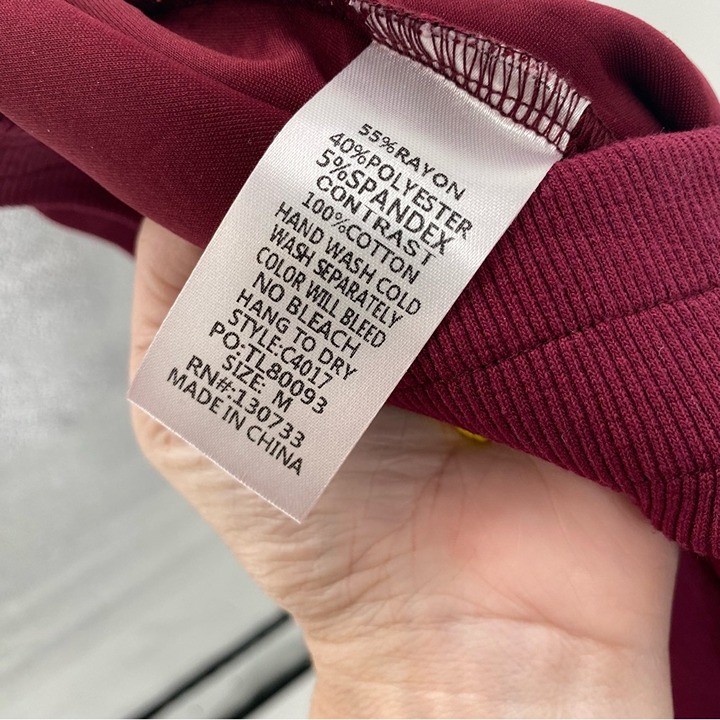 55%RAYON
40%POLYESTER
5%SPANDEX
CONTRAST
100%COTTON
HAND WASH COLD
WASH SEPARATELY
COLOR WILL BLEED
NO BLEACH
HANG TO DRY
STYLE:C4017
PO:TL80093
SIZE: M
RN#:130733
MADE IN CHINA